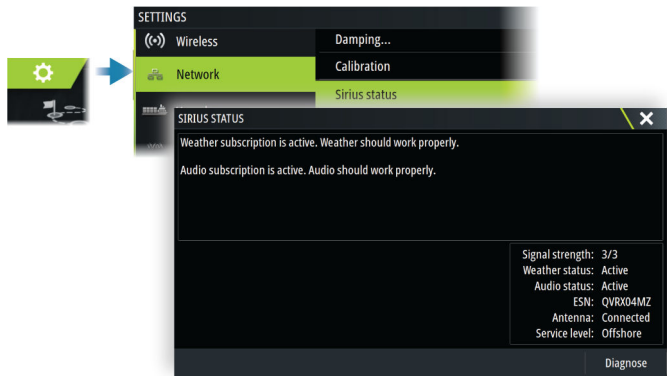 SETTINGS
Wireless
Network
Damping...
Calibration
Sirius status
SIRIUS STATUS
Weather subscription is active. Weather should work properly.
Audio subscription is active. Audio should work properly.
Signal strength: 3/3
Weather status: Active
Audio status: Active
ESN: QVRX04MZ
Antenna: Connected
Service level: Offshore
Diagnose